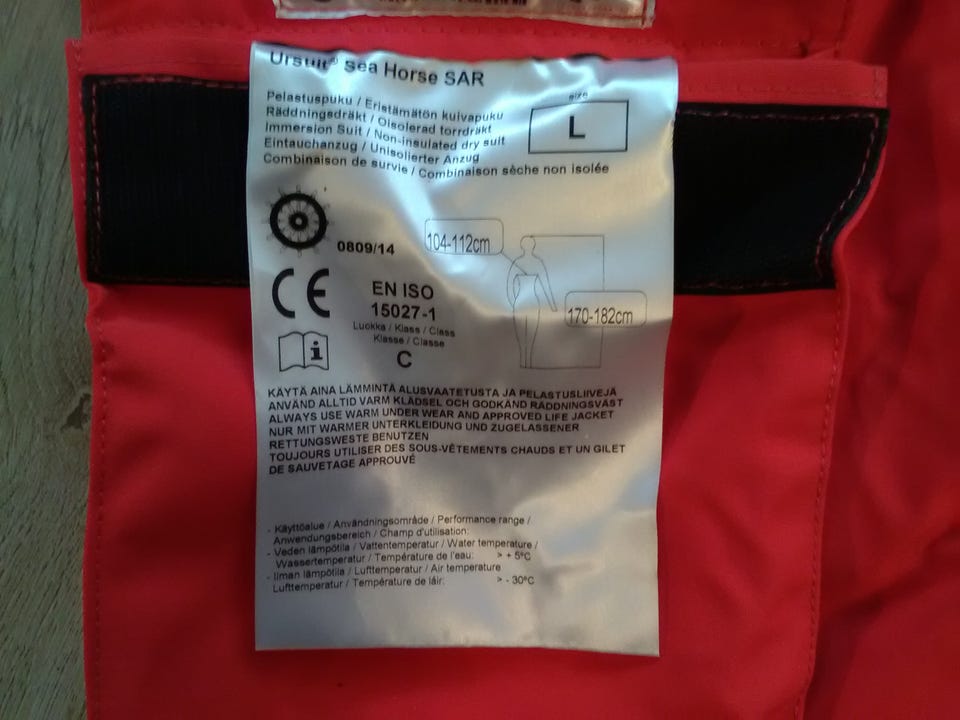 Ursuit® sea Horse SAR
Pelastuspuku / Eristämätön kuivapuku
Räddningsdräkt / Oisolerad torrdräkt
Immersion Suit / Non-insulated dry suit
Eintauchanzug / Unisolierter Anzug
Combinaison de survie / Combinaison sèche non isolée
size
L
0809/14
104-112cm
170-182cm
CE
EN ISO
15027-1
Luokka / Klass / Class
Klasse / Classe
C
i
KÄYTÄ AINA LÄMMINTÄ ALUSVAATETUSTA JA PELASTUSLIIVEJÄ
ANVÄND ALLTID VARM KLÄDSEL OCH GODKÄND RÄDDNINGSVÄST
ALWAYS USE WARM UNDER WEAR AND APPROVED LIFE JACKET
NUR MIT WARMER UNTERKLEIDUNG UND ZUGELASSENER
RETTUNGSWESTE BENUTZEN
TOUJOURS UTILISER DES SOUS-VÊTEMENTS CHAUDS ET UN GILET
DE SAUVETAGE APPROUVÉ
- Käyttöalue / Användningsområde / Performance range /
Anwendungsbereich / Champ d'utilisation:
- Veden lämpötila / Vattentemperatur / Water temperature /
Wassertemperatur / Température de l'eau: > + 5ºC
- Ilman lämpötila / Lufttemperatur / Air temperature
Lufttemperatur / Température de láir: > - 30ºC